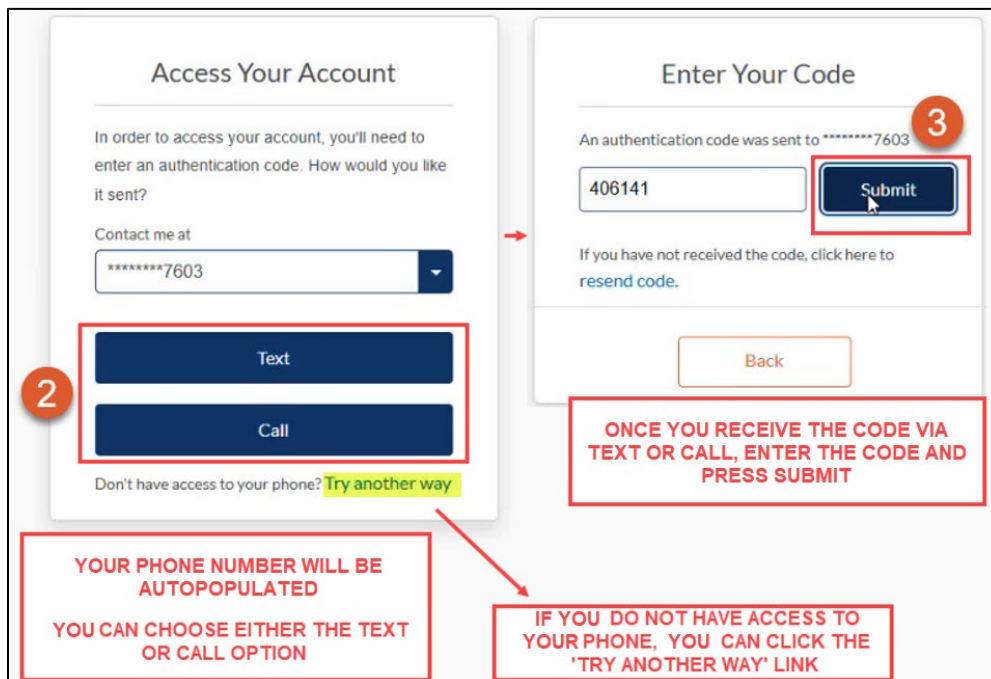 Access Your Account
In order to access your account, you'll need to
enter an authentication code. How would you like
it sent?
Contact me at
********7603
2
Text
Call
Don't have access to your phone? Try another way
YOUR PHONE NUMBER WILL BE
AUTOPOPULATED
YOU CAN CHOOSE EITHER THE TEXT
OR CALL OPTION
Enter Your Code
3
An authentication code was sent to ********7603
406141
Submit
If you have not received the code, click here to
resend code.
Back
ONCE YOU RECEIVE THE CODE VIA
TEXT OR CALL, ENTER THE CODE AND
PRESS SUBMIT
IF YOU DO NOT HAVE ACCESS TO
YOUR PHONE, YOU CAN CLICK THE
'TRY ANOTHER WAY' LINK